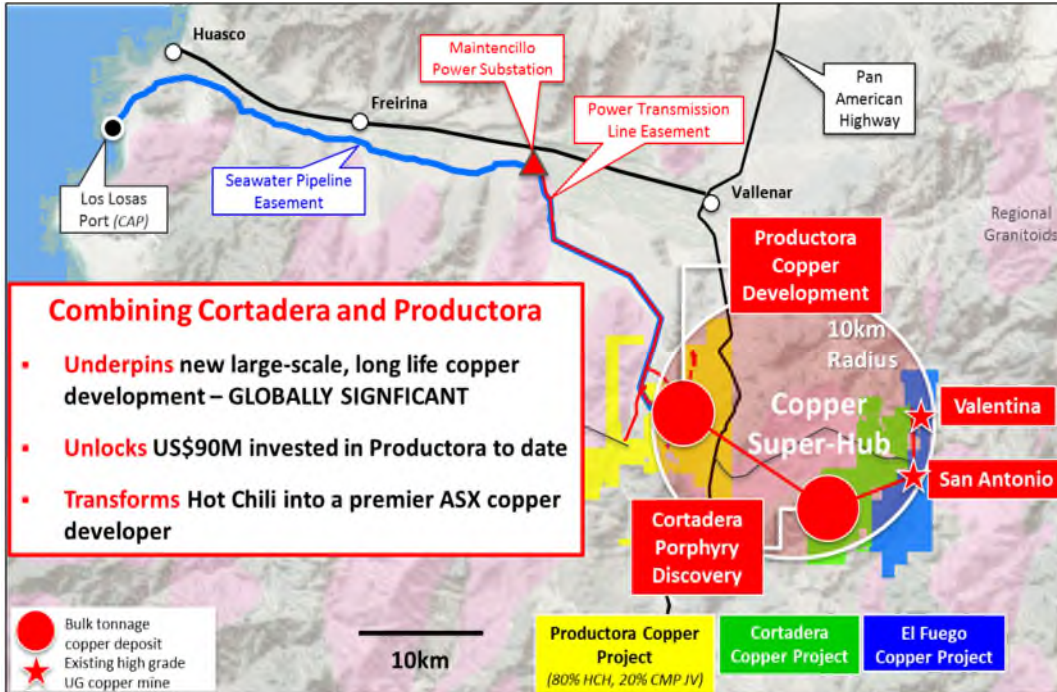 Huasco
Maintencillo
Power Substation
Freirina
Power Transmission
Line Easement
Pan
American
Highway
Los Losas
Port (CAP)
Seawater Pipeline
Easement
Vallenar
Regional
Granitoids
Productora
Copper
Development
Combining Cortadera and Productora
▪ Underpins new large-scale, long life copper
development – GLOBALLY SIGNFICANT
▪ Unlocks US$90M invested in Productora to date
▪ Transforms Hot Chili into a premier ASX copper
developer
10km
Radius
Copper
Super-Hub
Valentina
San Antonio
Cortadera
Porphyry
Discovery
Bulk tonnage
copper deposit
Existing high grade
UG copper mine
10km
Productora Copper
Project
(80% HCH, 20% CMP JV)
Cortadera
Copper Project
El Fuego
Copper Project